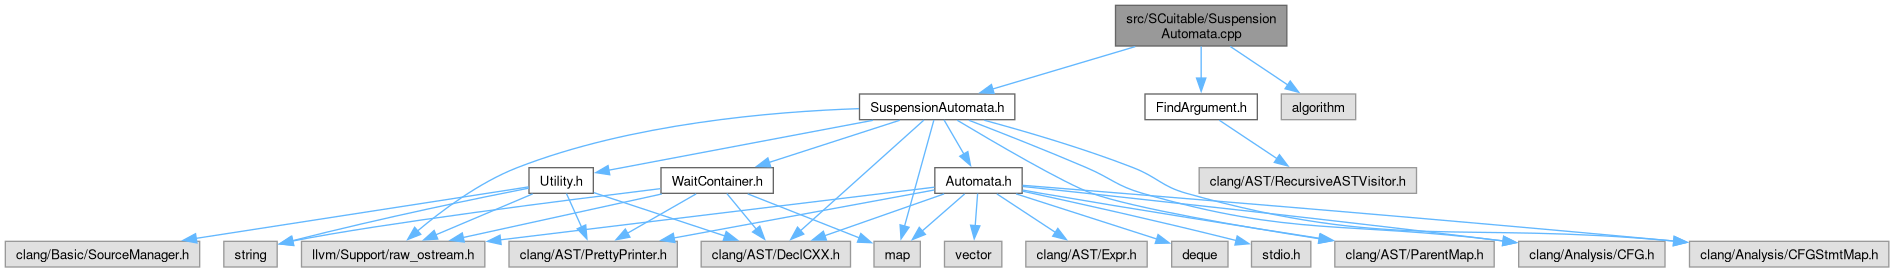 src/SCuitable/Suspension
Automata.cpp
SuspensionAutomata.h
FindArgument.h
algorithm
Utility.h
WaitContainer.h
Automata.h
clang/AST/RecursiveASTVisitor.h
clang/Basic/SourceManager.h
string
llvm/Support/raw_ostream.h
clang/AST/PrettyPrinter.h
clang/AST/DeclCXX.h
map
vector
clang/AST/Expr.h
deque
stdio.h
clang/AST/ParentMap.h
clang/Analysis/CFG.h
clang/Analysis/CFGStmtMap.h